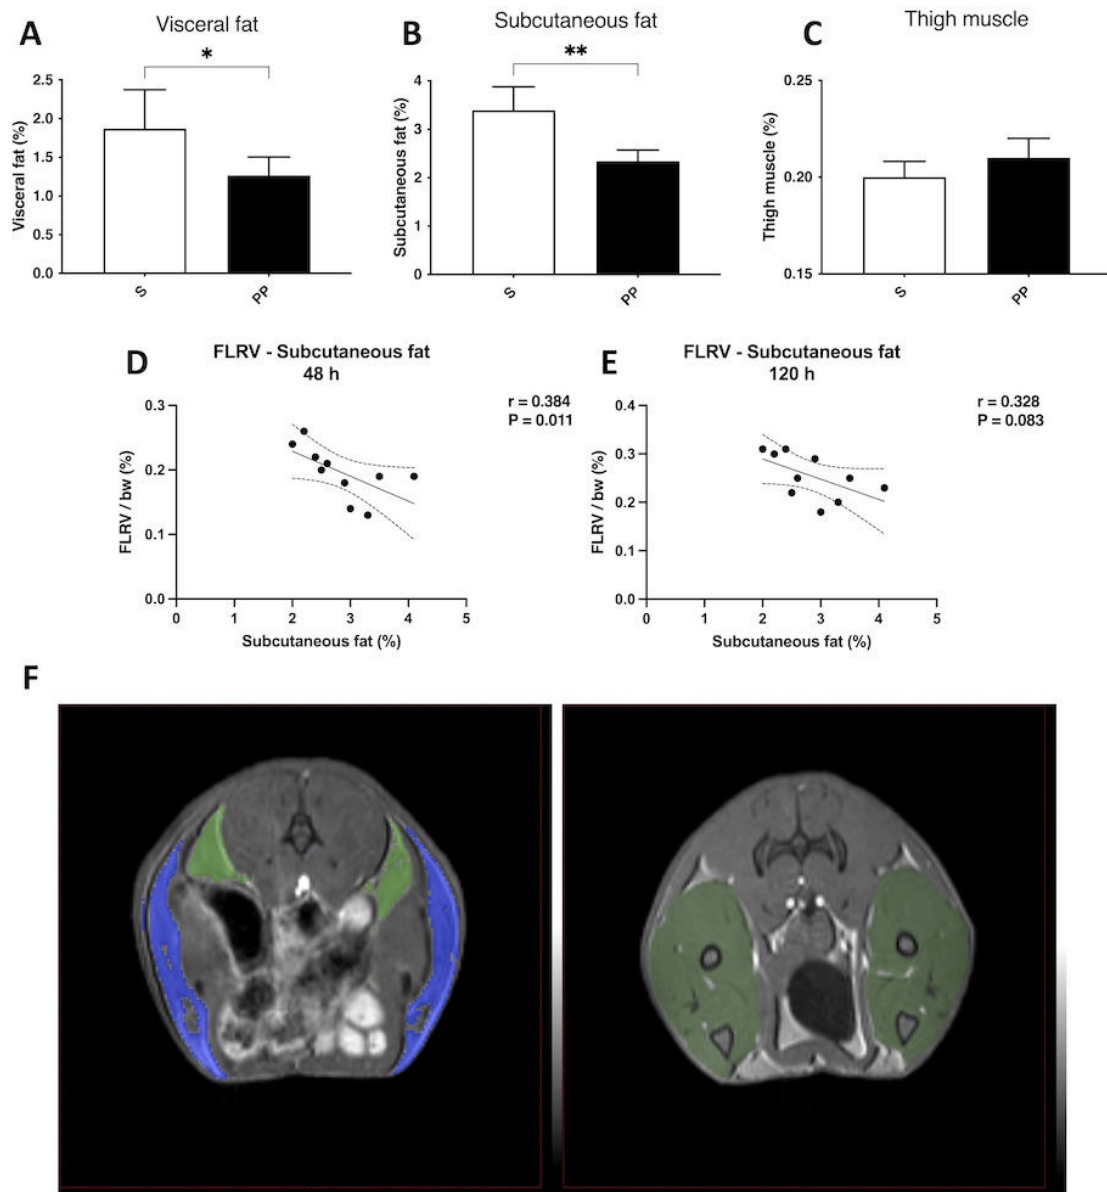 A
Visceral fat
*
Visceral fat (%)
2.5
2.0
1.5
1.0
0.5
0.0
S
PP
B
Subcutaneous fat
**
Subcutaneous fat (%)
4
3
2
1
0
S
PP
C
Thigh muscle
Thigh muscle (%)
0.25
0.20
0.15
S
PP
D
FLRV - Subcutaneous fat
48 h
r = 0.384
P = 0.011
FLRV / bw (%)
0.3
0.2
0.1
0.0
0 1 2 3 4 5
Subcutaneous fat (%)
E
FLRV - Subcutaneous fat
120 h
r = 0.328
P = 0.083
FLRV / bw (%)
0.4
0.3
0.2
0.1
0.0
0 1 2 3 4 5
Subcutaneous fat (%)
F